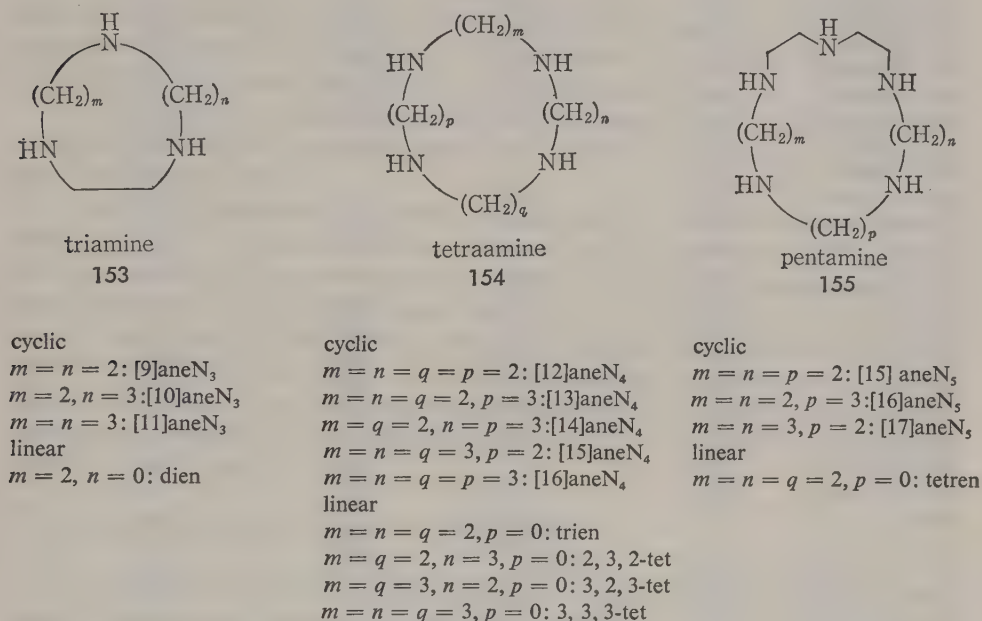 H
N
(CH₂)ₘ
(CH₂)ₙ
HN
NH
triamine
153
(CH₂)ₘ
HN
NH
(CH₂)ₚ
(CH₂)ₙ
HN
NH
(CH₂)q
tetraamine
154
H
N
HN
NH
(CH₂)ₘ
(CH₂)ₙ
HN
NH
(CH₂)ₚ
pentamine
155
cyclic
m = n = 2: [9]aneN₃
m = 2, n = 3:[10]aneN₃
m = n = 3: [11]aneN₃
linear
m = 2, n = 0: dien
cyclic
m = n = q = p = 2: [12]aneN₄
m = n = q = 2, p = 3:[13]aneN₄
m = q = 2, n = p = 3:[14]aneN₄
m = n = q = 3, p = 2: [15]aneN₄
m = n = q = p = 3: [16]aneN₄
linear
m = n = q = 2, p = 0: trien
m = q = 2, n = 3, p = 0: 2, 3, 2-tet
m = q = 3, n = 2, p = 0: 3, 2, 3-tet
m = n = q = 3, p = 0: 3, 3, 3-tet
cyclic
m = n = p = 2: [15] aneN₅
m = n = 2, p = 3:[16]aneN₅
m = n = 3, p = 2: [17]aneN₅
linear
m = n = q = 2, p = 0: tetren